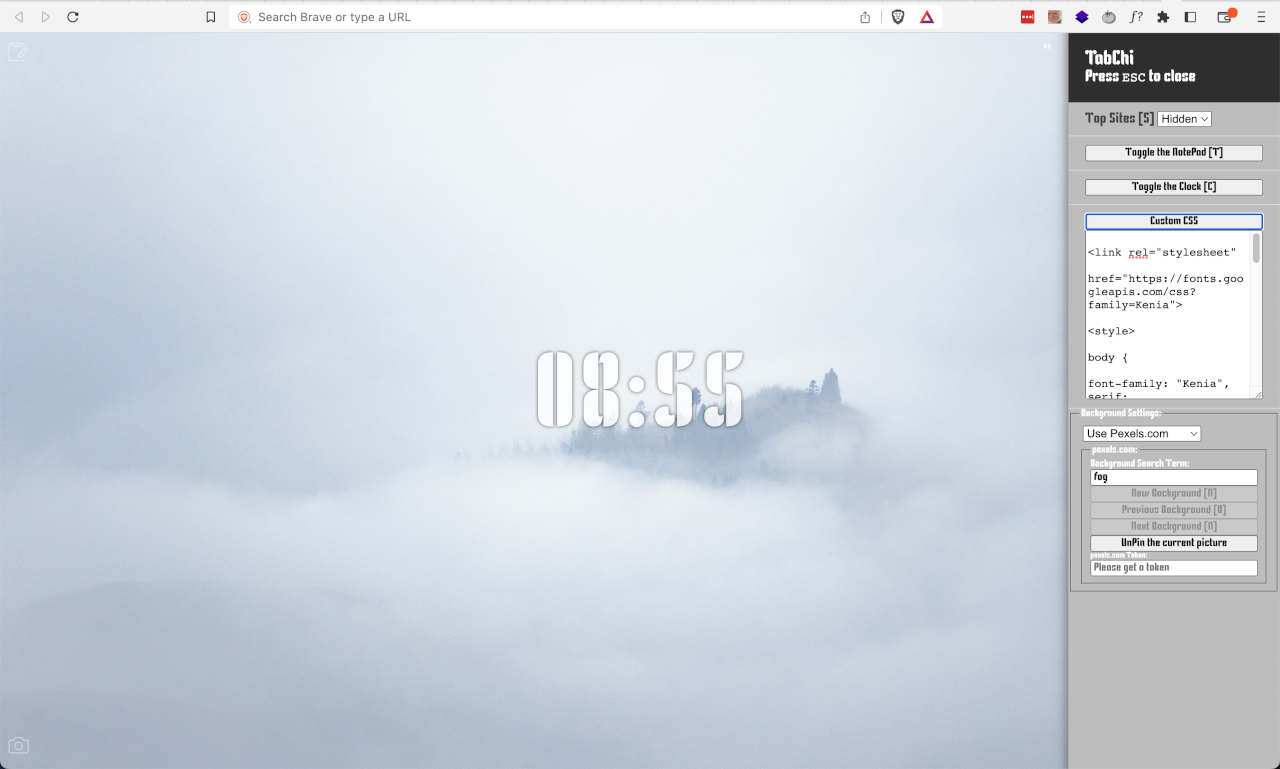 Search Brave or type a URL
f?
TabChi
Press ESC to close
Top Sites [S] Hidden
Toggle the NotePad [T]
Toggle the Clock [C]
Custom CSS
<link rel="stylesheet"
href="https://fonts.goo
gleapis.com/css?
family=Kenia">
<style>
body {
font-family: "Kenia",
serif;
08:55
Background Settings:
Use Pexels.com
pexels.com:
Background Search Term:
fog
New Background [N]
Previous Background [B]
Next Background [N]
UnPin the current picture
pexels.com Token:
Please get a token